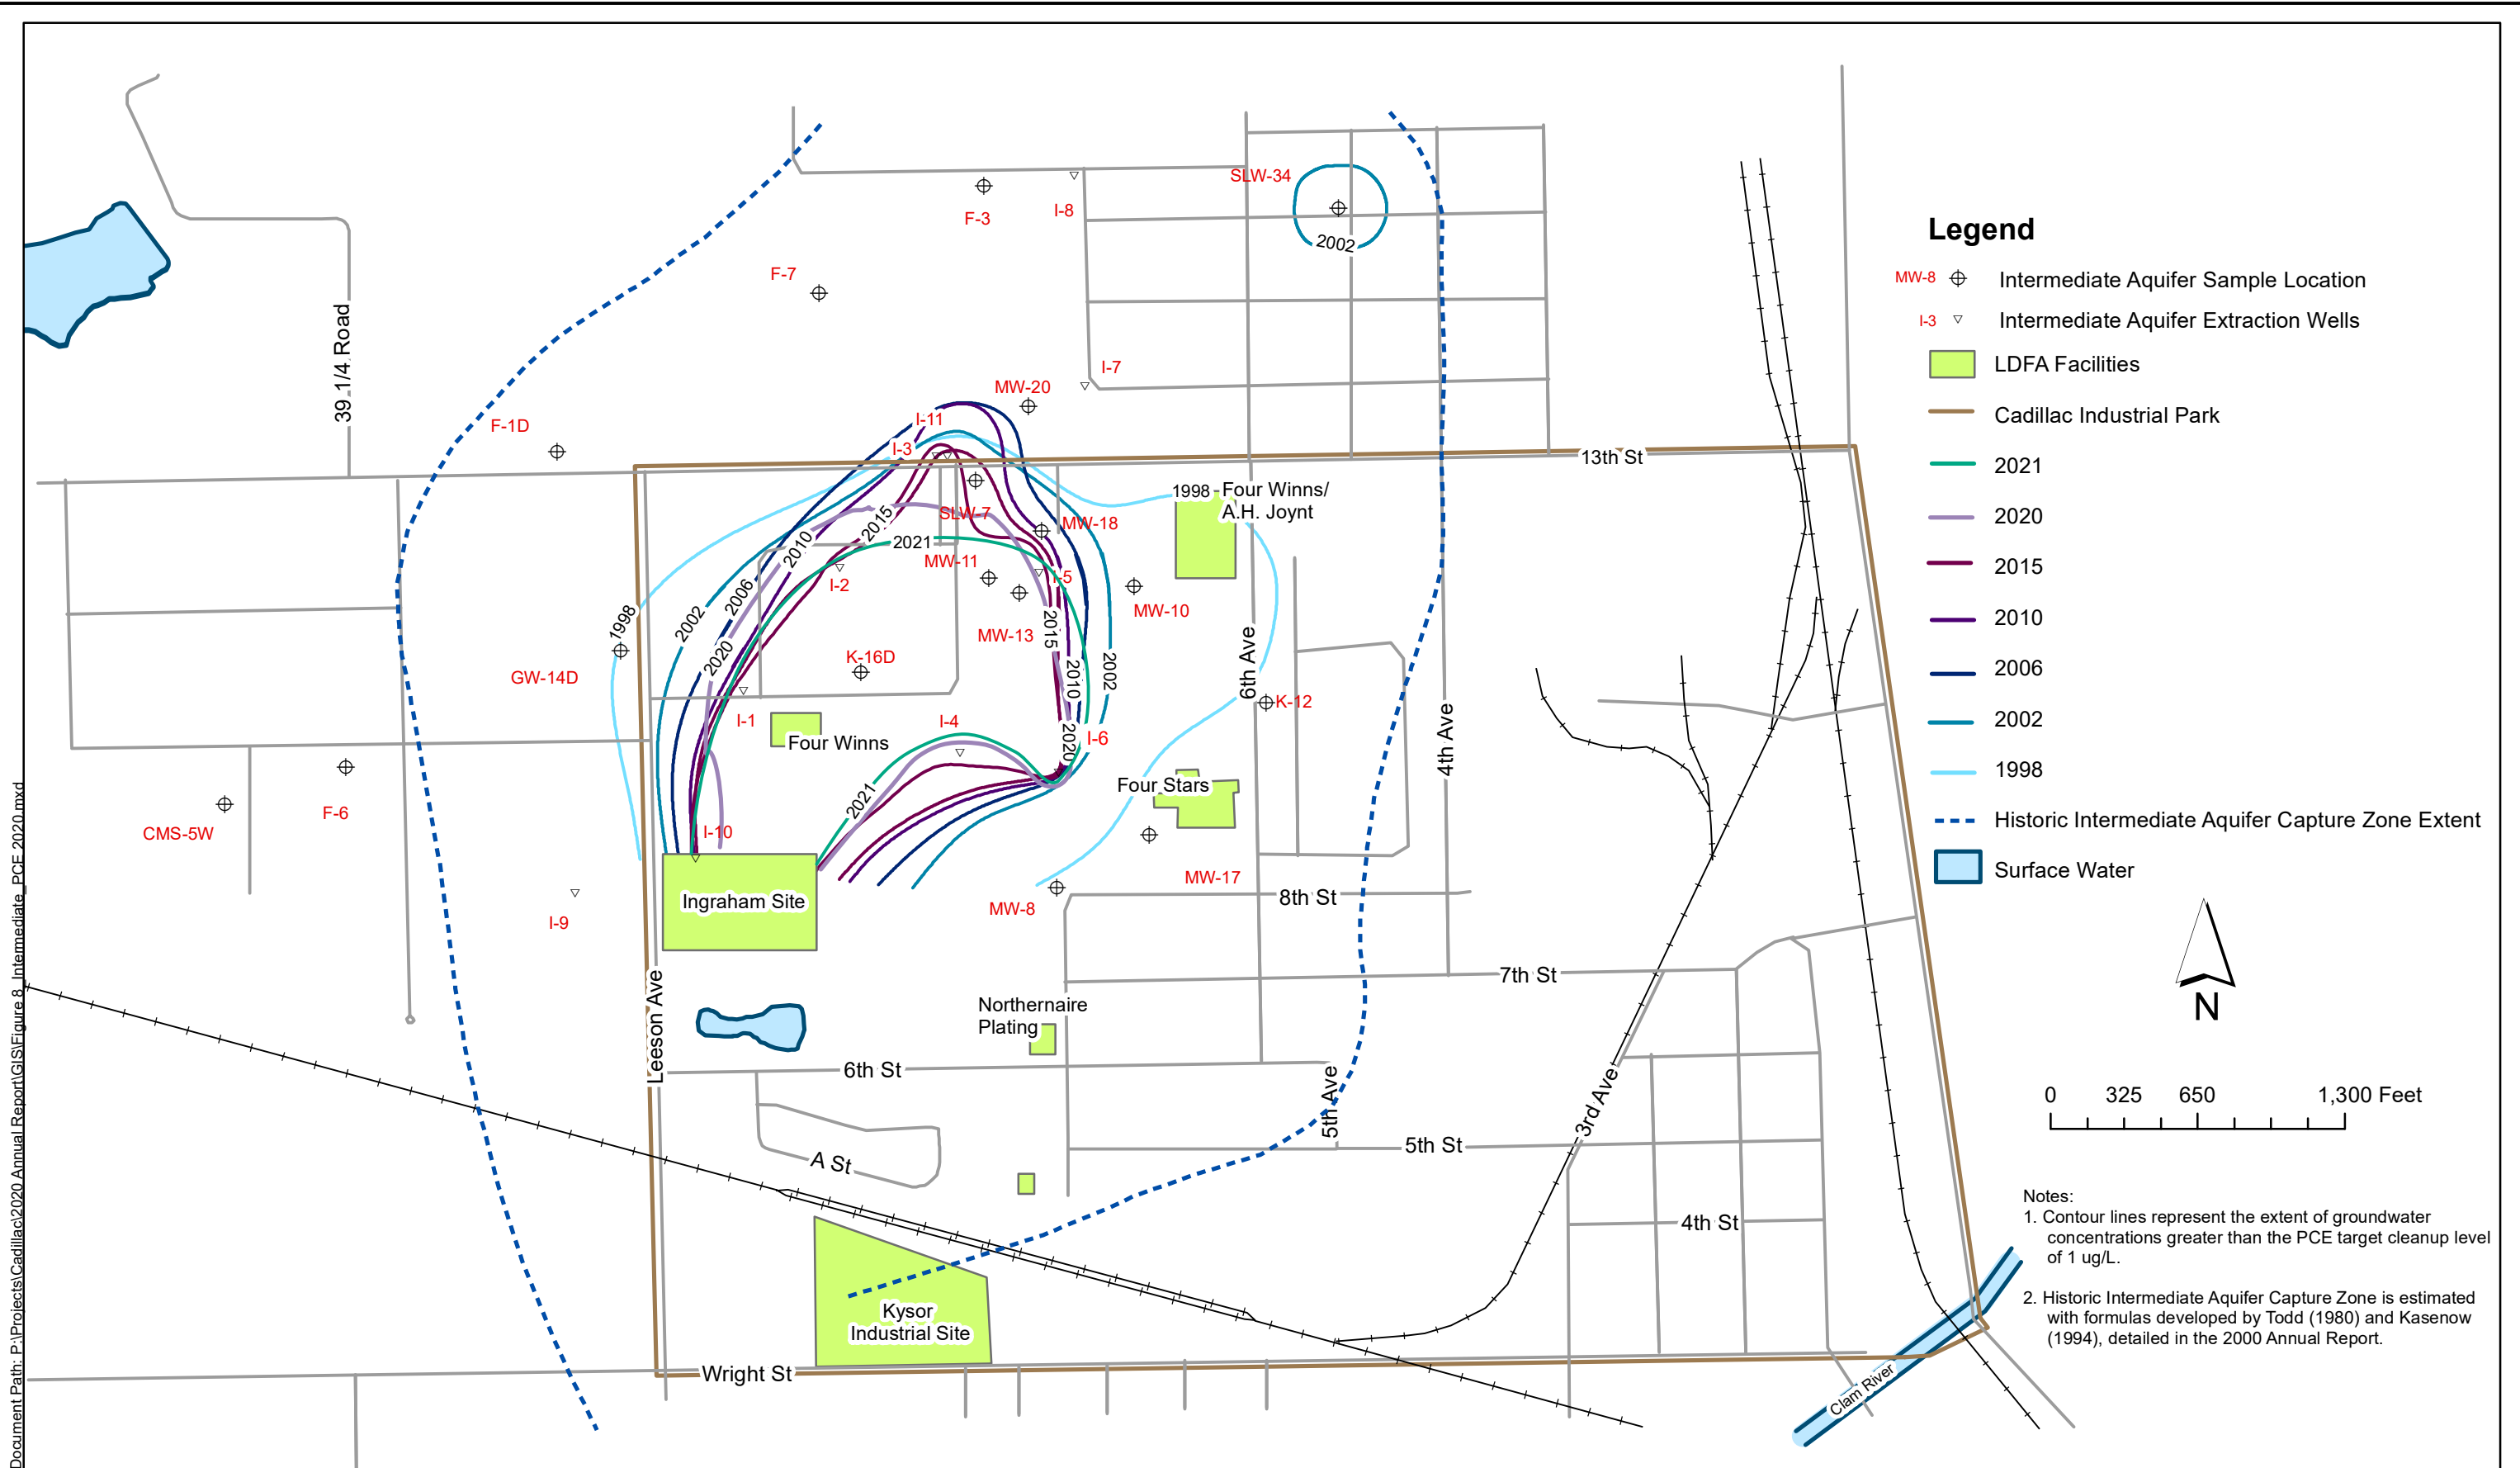 SLW-34
F-3
I-8
2002
F-7
39 1/4 Road
I-7
MW-20
F-1D
I-11
I-3
13th St
1998
Four Winns/
A.H. Joynt
SLW-7
MW-18
2015
2010
2021
MW-11
I-2
I-5
2006
MW-10
1998
2002
MW-13
2015
K-16D
2020
2010
2002
GW-14D
6th Ave
K-12
I-1
I-4
I-6
2020
4th Ave
Four Winns
Four Stars
2021
F-6
CMS-5W
I-10
MW-17
8th St
Ingraham Site
MW-8
I-9
7th St
Leeson Ave
Northernaire
Plating
6th St
5th Ave
3rd Ave
5th St
A St
4th St
Kysor
Industrial Site
Wright St
Clam River
Legend
MW-8 Intermediate Aquifer Sample Location
I-3 Intermediate Aquifer Extraction Wells
LDFA Facilities
Cadillac Industrial Park
2021
2020
2015
2010
2006
2002
1998
Historic Intermediate Aquifer Capture Zone Extent
Surface Water
N
0 325 650 1,300 Feet
Notes:
1. Contour lines represent the extent of groundwater
concentrations greater than the PCE target cleanup level
of 1 ug/L.
2. Historic Intermediate Aquifer Capture Zone is estimated
with formulas developed by Todd (1980) and Kasenow
(1994), detailed in the 2000 Annual Report.
Document Path: P:\Projects\Cadillac\2020 Annual Report\GIS\Figure 8_Intermediate_PCE 2020.mxd